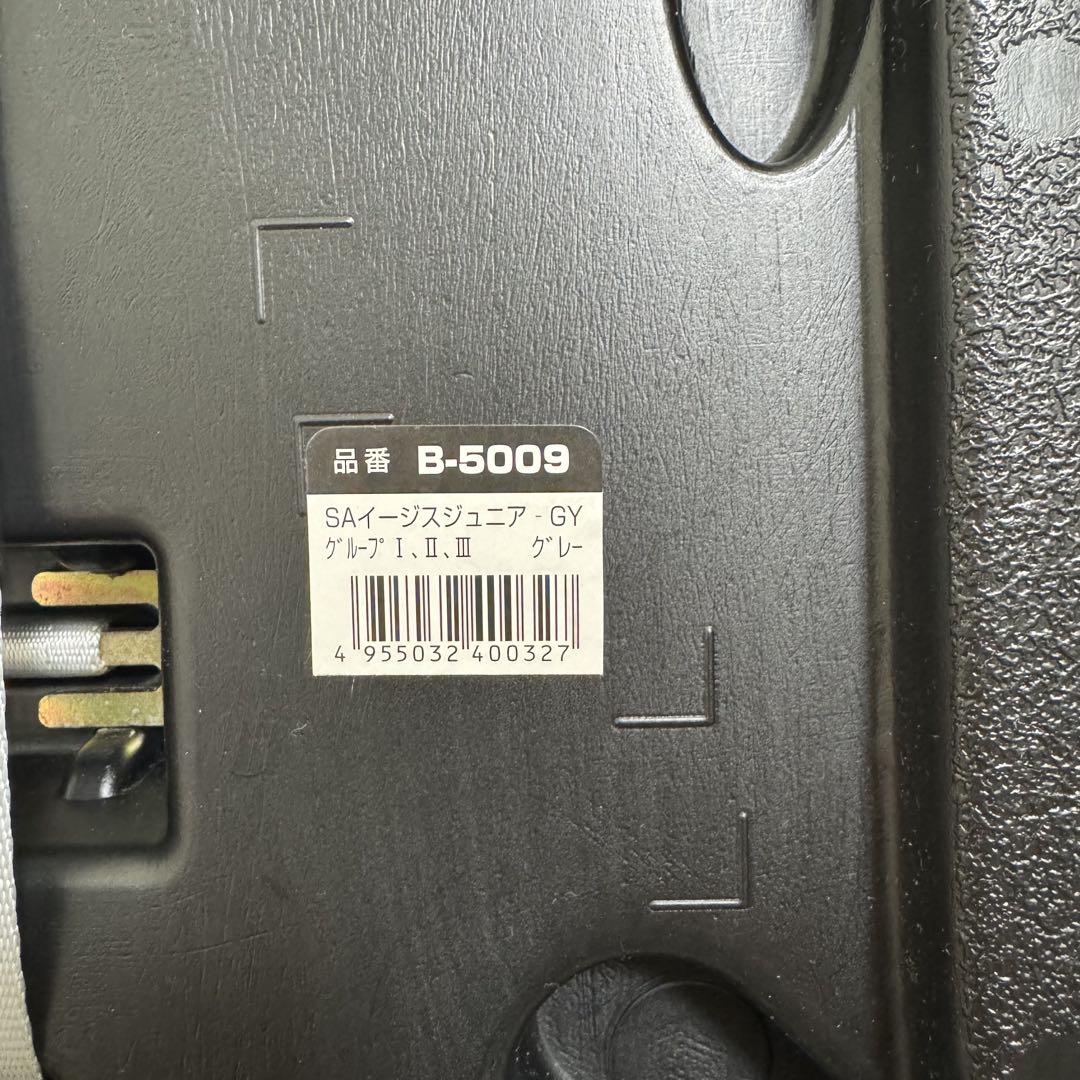 品番 B-5009
SAイージスジュニア - GY
ｸﾞﾙｰﾌﾟ Ⅰ､Ⅱ､Ⅲ ｸﾞﾚｰ
4 955032 400327